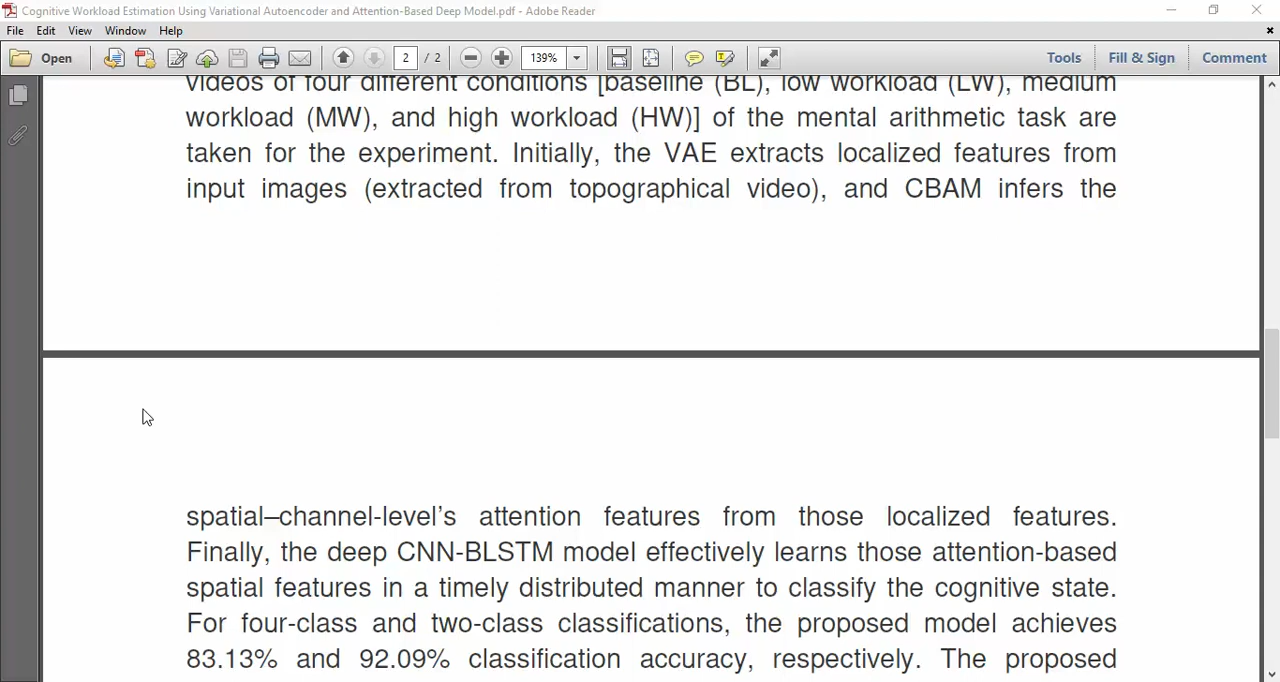 Cognitive Workload Estimation Using Variational Autoencoder and Attention-Based Deep Model.pdf - Adobe Reader
File Edit View Window Help
Open 2 / 2 139% Tools Fill & Sign Comment
videos of four different conditions [baseline (BL), low workload (LW), medium
workload (MW), and high workload (HW)] of the mental arithmetic task are
taken for the experiment. Initially, the VAE extracts localized features from
input images (extracted from topographical video), and CBAM infers the
spatial–channel-level’s attention features from those localized features.
Finally, the deep CNN-BLSTM model effectively learns those attention-based
spatial features in a timely distributed manner to classify the cognitive state.
For four-class and two-class classifications, the proposed model achieves
83.13% and 92.09% classification accuracy, respectively. The proposed